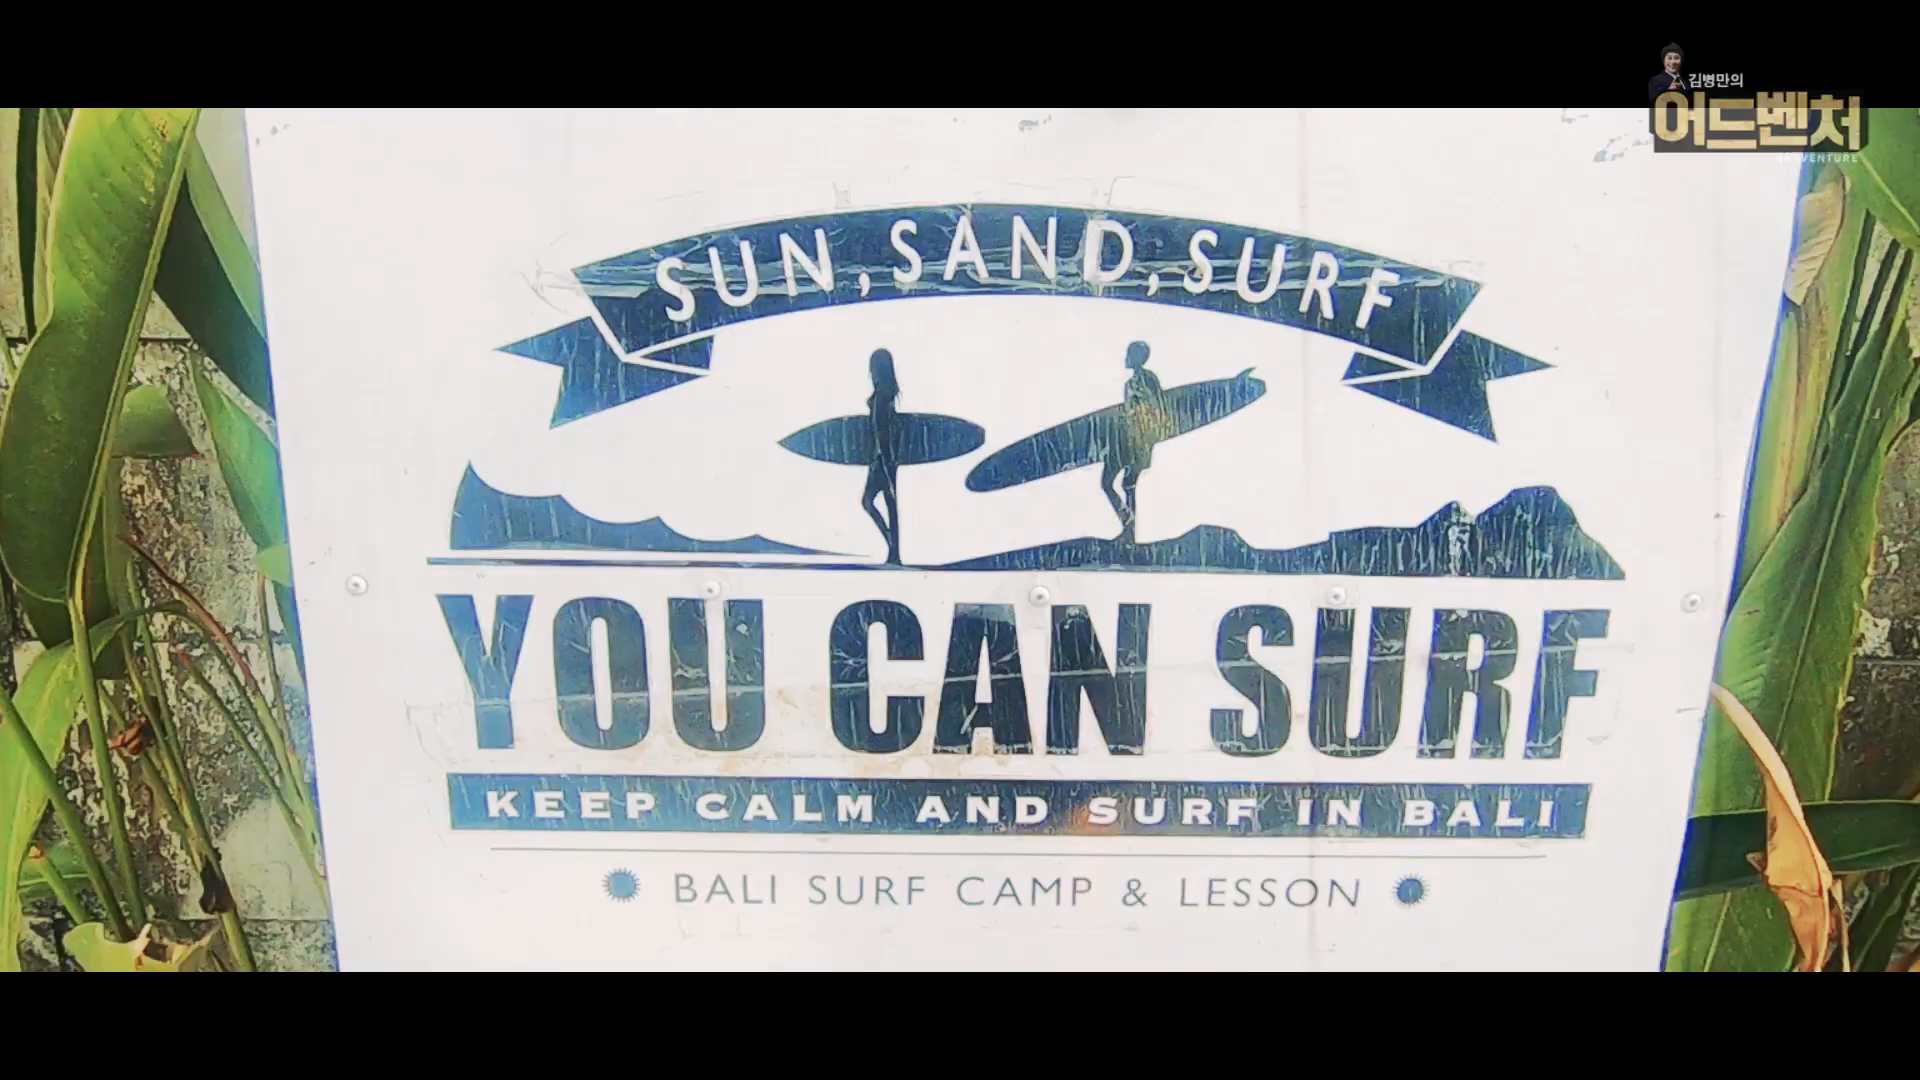 김병만의
어드벤처
SUN, SAND, SURF
YOU CAN SURF
KEEP CALM AND SURF IN BALI
BALI SURF CAMP & LESSON